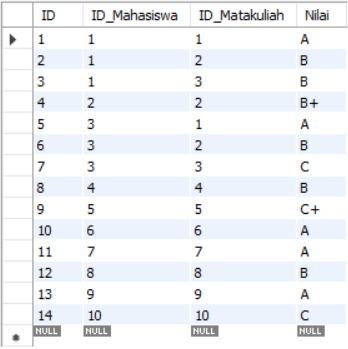 ID ID_Mahasiswa ID_Matakuliah Nilai
1 1 1 A
2 1 2 B
3 1 3 B
4 2 2 B+
5 3 1 A
6 3 2 B
7 3 3 C
8 4 4 B
9 5 5 C+
10 6 6 A
11 7 7 A
12 8 8 B
13 9 9 A
14 10 10 C
NULL NULL NULL NULL